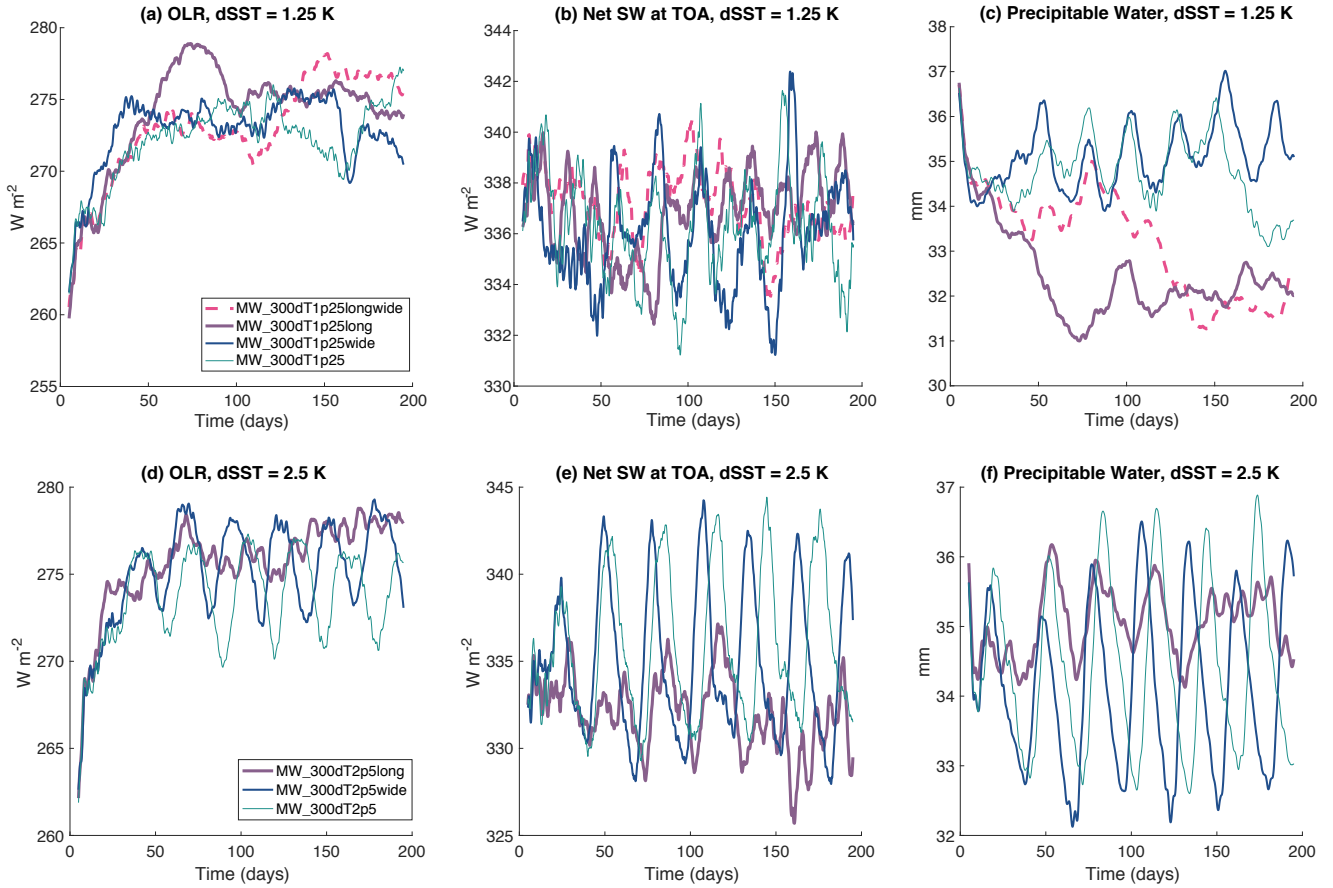 (a) OLR, dSST = 1.25 K
280
275
270
265
260
255
W m-2
0
50
100
150
200
Time (days)
MW_300dT1p25longwide
MW_300dT1p25long
MW_300dT1p25wide
MW_300dT1p25
(b) Net SW at TOA, dSST = 1.25 K
344
342
340
338
336
334
332
330
W m-2
0
50
100
150
200
Time (days)
(c) Precipitable Water, dSST = 1.25 K
38
37
36
35
34
33
32
31
30
mm
0
50
100
150
200
Time (days)
(d) OLR, dSST = 2.5 K
280
275
270
265
260
W m-2
0
50
100
150
200
Time (days)
MW_300dT2p5long
MW_300dT2p5wide
MW_300dT2p5
(e) Net SW at TOA, dSST = 2.5 K
345
340
335
330
325
W m-2
0
50
100
150
200
Time (days)
(f) Precipitable Water, dSST = 2.5 K
37
36
35
34
33
32
mm
0
50
100
150
200
Time (days)